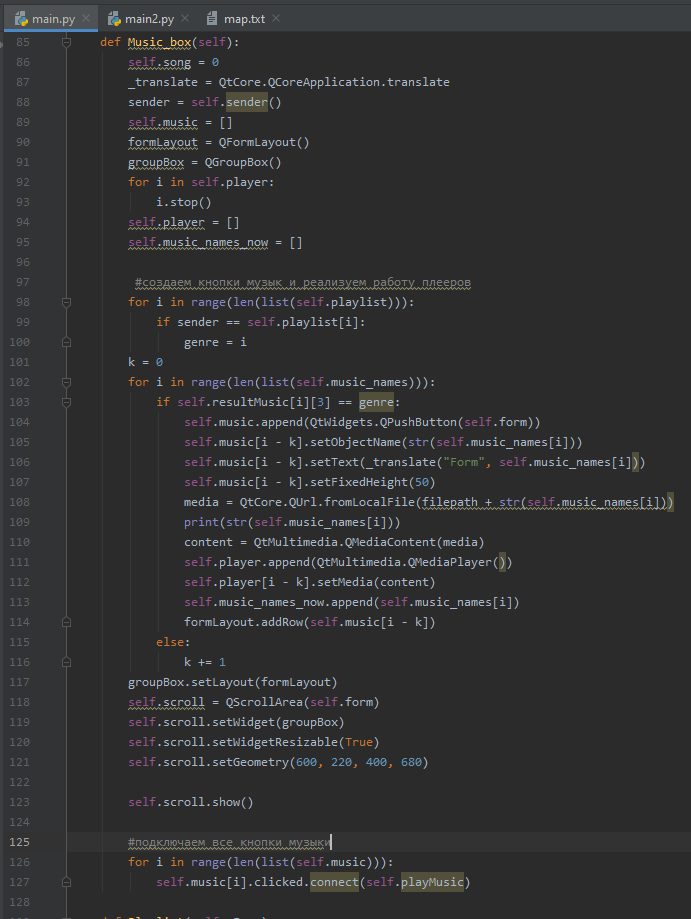 main.py × main2.py × map.txt ×
85 def Music_box(self):
86 self.song = 0
87 _translate = QtCore.QCoreApplication.translate
88 sender = self.sender()
89 self.music = []
90 formLayout = QFormLayout()
91 groupBox = QGroupBox()
92 for i in self.player:
93 i.stop()
94 self.player = []
95 self.music_names_now = []
96
97 #создаем кнопки музык и реализуем работу плееров
98 for i in range(len(list(self.playlist))):
99 if sender == self.playlist[i]:
100 genre = i
101 k = 0
102 for i in range(len(list(self.music_names))):
103 if self.resultMusic[i][3] == genre:
104 self.music.append(QtWidgets.QPushButton(self.form))
105 self.music[i - k].setObjectName(str(self.music_names[i]))
106 self.music[i - k].setText(_translate("Form", self.music_names[i]))
107 self.music[i - k].setFixedHeight(50)
108 media = QtCore.QUrl.fromLocalFile(filepath + str(self.music_names[i]))
109 print(str(self.music_names[i]))
110 content = QtMultimedia.QMediaContent(media)
111 self.player.append(QtMultimedia.QMediaPlayer())
112 self.player[i - k].setMedia(content)
113 self.music_names_now.append(self.music_names[i])
114 formLayout.addRow(self.music[i - k])
115 else:
116 k += 1
117 groupBox.setLayout(formLayout)
118 self.scroll = QScrollArea(self.form)
119 self.scroll.setWidget(groupBox)
120 self.scroll.setWidgetResizable(True)
121 self.scroll.setGeometry(600, 220, 400, 680)
122
123 self.scroll.show()
124
125 #подключаем все кнопки музыки
126 for i in range(len(list(self.music))):
127 self.music[i].clicked.connect(self.playMusic)
128